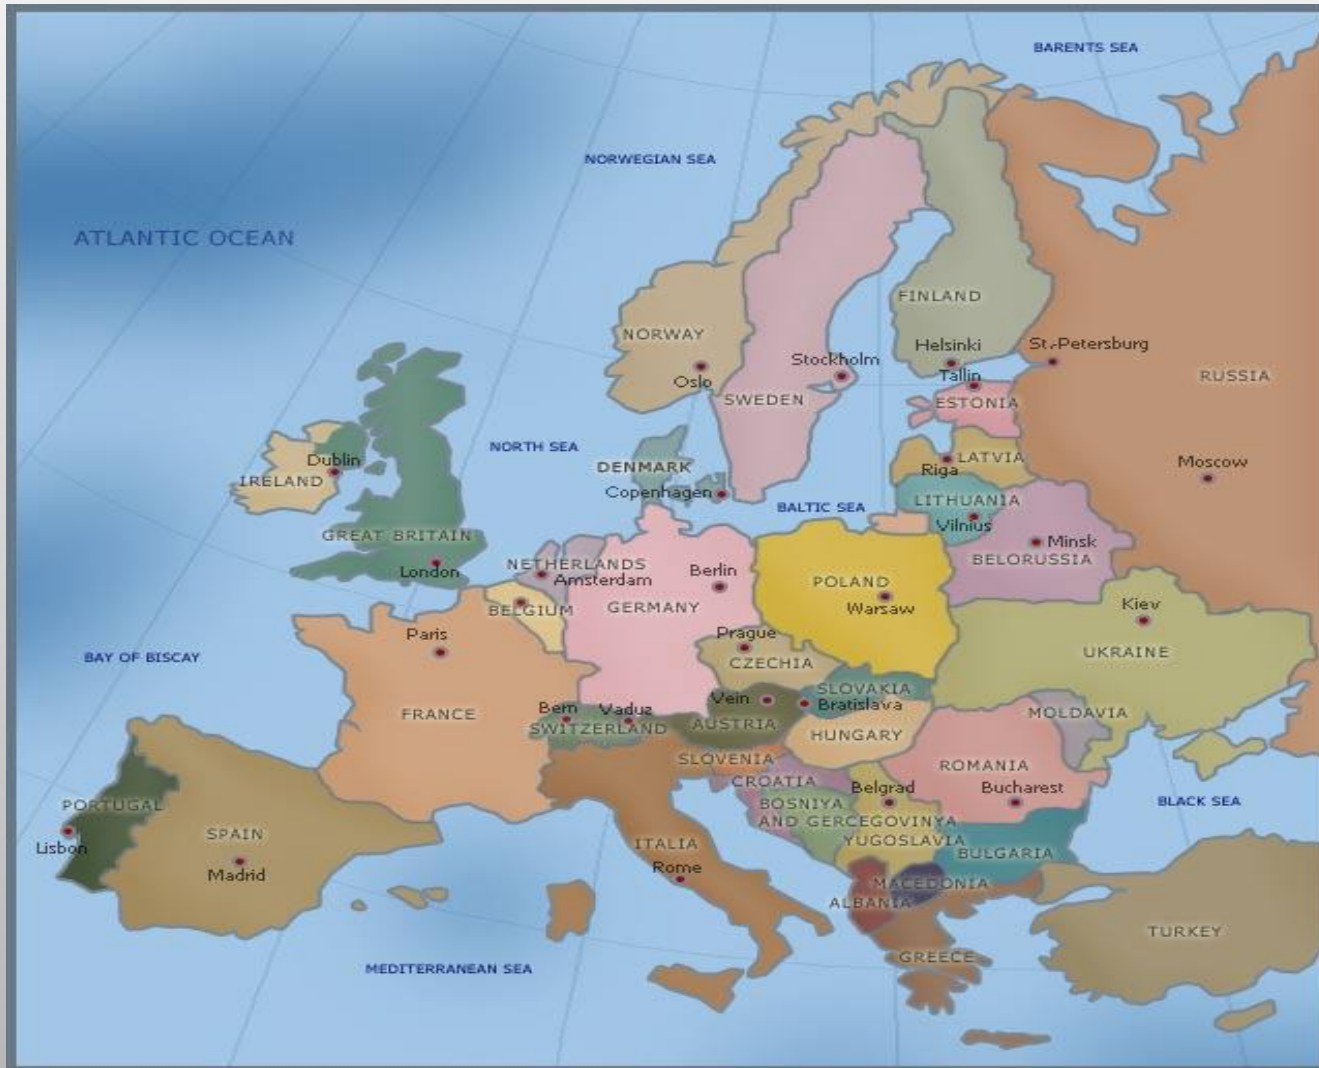 BARENTS SEA
NORWEGIAN SEA
ATLANTIC OCEAN
FINLAND
NORWAY
Helsinki
St.-Petersburg
Stockholm
Oslo
Tallin
RUSSIA
SWEDEN
ESTONIA
NORTH SEA
Dublin
LATVIA
Riga
Moscow
DENMARK
IRELAND
Copenhagen
LITHUANIA
BALTIC SEA
Vilnius
GREAT BRITAIN
Minsk
BELORUSSIA
NETHERLANDS
London
Amsterdam
Berlin
POLAND
GERMANY
BELGIUM
Warsaw
Kiev
Paris
Prague
UKRAINE
BAY OF BISCAY
CZECHIA
SLOVAKIA
Vein
Bratislava
Bern
Vaduz
FRANCE
MOLDAVIA
AUSTRIA
SWITZERLAND
HUNGARY
SLOVENIA
ROMANIA
CROATIA
Belgrad
Bucharest
BLACK SEA
PORTUGAL
BOSNIYA
AND GERCEGOVINYA
SPAIN
YUGOSLAVIA
ITALIA
Lisbon
BULGARIA
Rome
Madrid
MACEDONIA
ALBANIA
TURKEY
GREECE
MEDITERRANEAN SEA